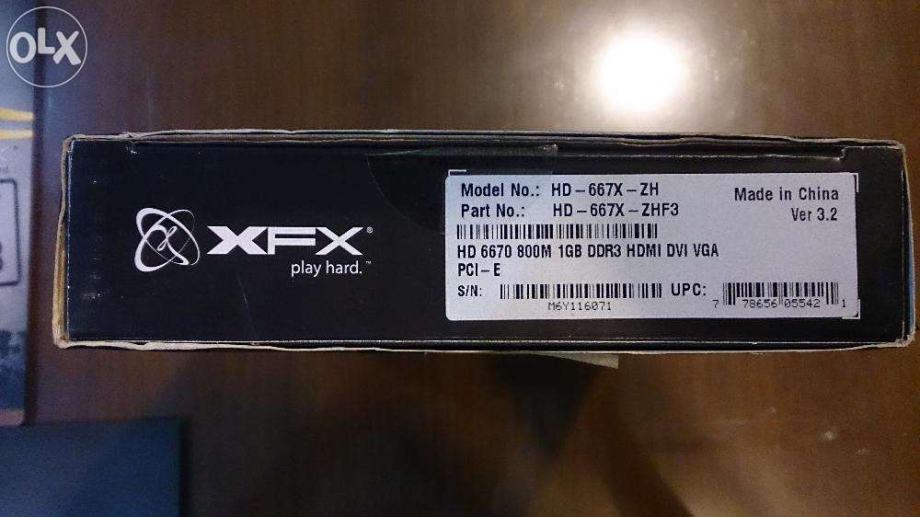 OLX
XFX®
play hard.™
Model No.: HD-667X-ZH
Part No.: HD-667X-ZHF3
Made in China
Ver 3.2
HD 6670 800M 1GB DDR3 HDMI DVI VGA
PCI-E
S/N:
M6Y116071
UPC:
7 78656 05542 1